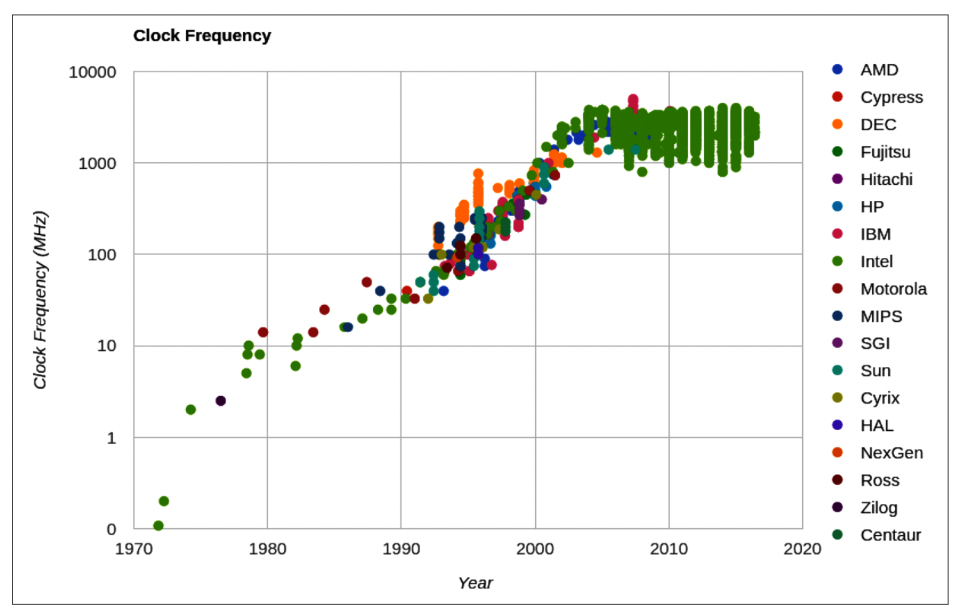 Clock Frequency
10000
1000
100
10
1
0
Clock Frequency (MHz)
1970
1980
1990
2000
2010
2020
Year
AMD
Cypress
DEC
Fujitsu
Hitachi
HP
IBM
Intel
Motorola
MIPS
SGI
Sun
Cyrix
HAL
NexGen
Ross
Zilog
Centaur